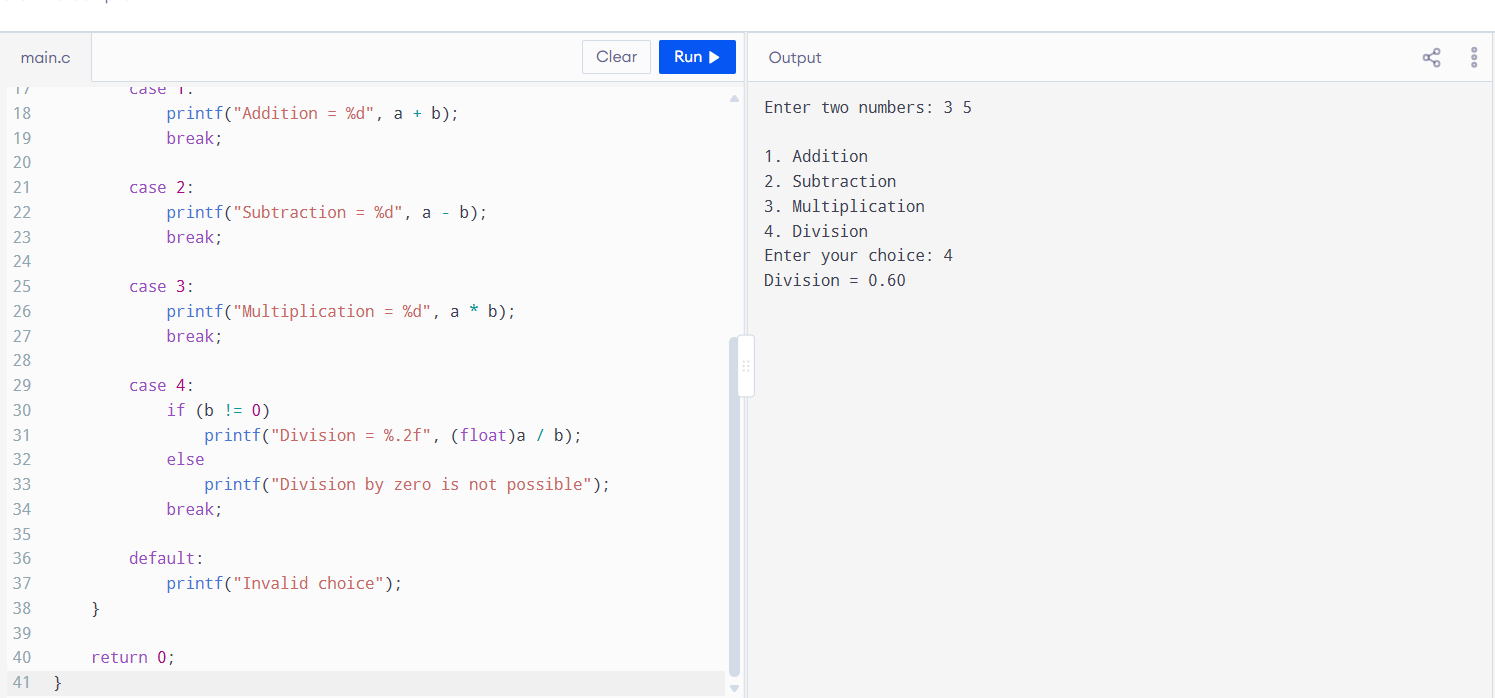 main.c
Clear
Run
Output
17 case 1:
18 printf("Addition = %d", a + b);
19 break;
20
21 case 2:
22 printf("Subtraction = %d", a - b);
23 break;
24
25 case 3:
26 printf("Multiplication = %d", a * b);
27 break;
28
29 case 4:
30 if (b != 0)
31 printf("Division = %.2f", (float)a / b);
32 else
33 printf("Division by zero is not possible");
34 break;
35
36 default:
37 printf("Invalid choice");
38 }
39
40 return 0;
41 }
Enter two numbers: 3 5
1. Addition
2. Subtraction
3. Multiplication
4. Division
Enter your choice: 4
Division = 0.60